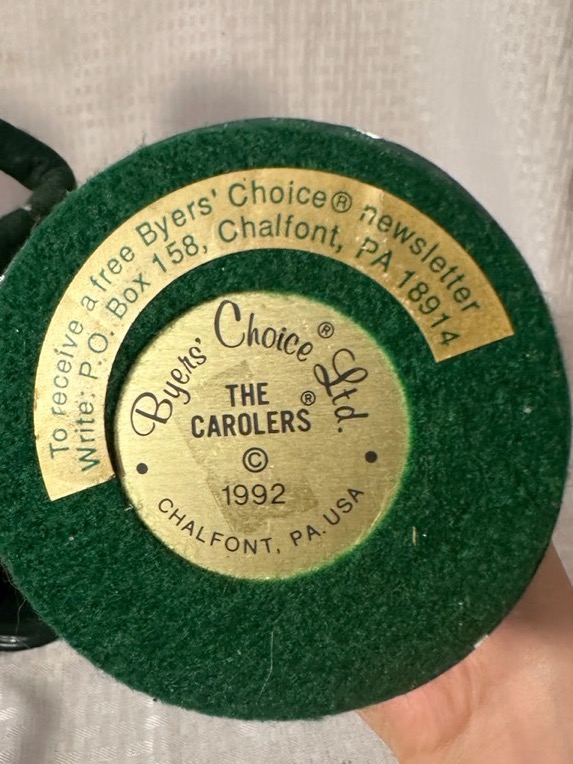 To receive a free Byers' Choice® newsletter
Write: P.O. Box 158, Chalfont, PA 18914
Byers' Choice® Ltd.
THE
CAROLERS®
©
1992
CHALFONT, PA. USA